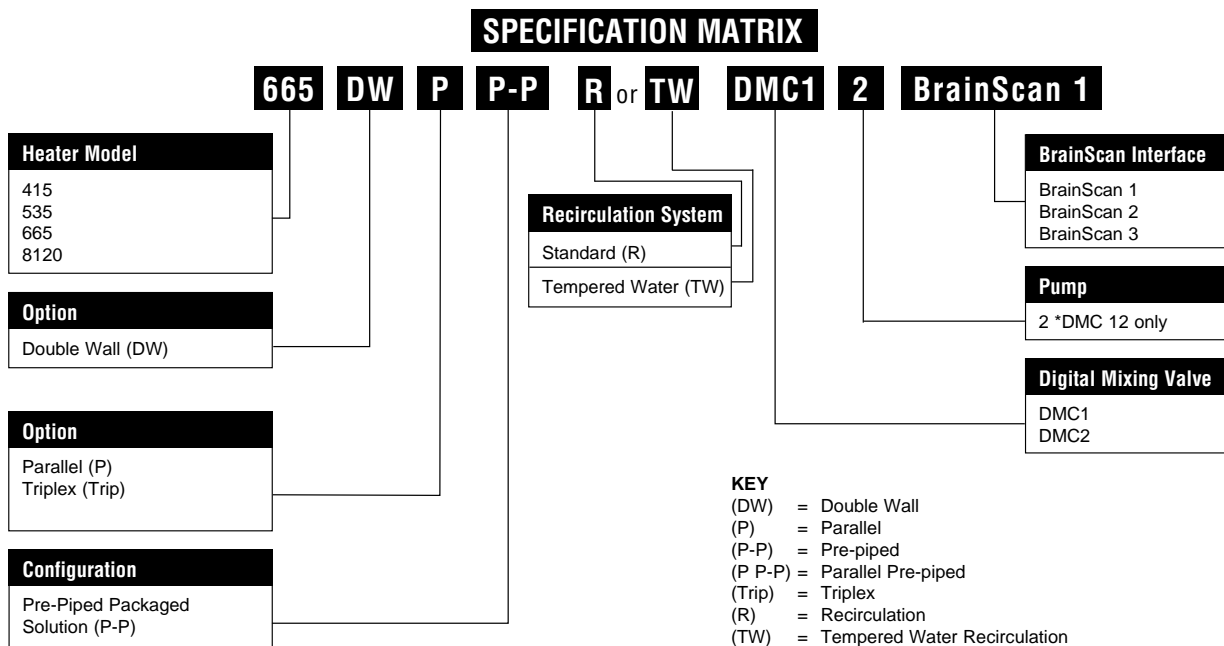 SPECIFICATION MATRIX
665 DW P P-P R or TW DMC1 2 BrainScan 1
Heater Model
415
535
665
8120
Option
Double Wall (DW)
Option
Parallel (P)
Triplex (Trip)
Configuration
Pre-Piped Packaged
Solution (P-P)
Recirculation System
Standard (R)
Tempered Water (TW)
BrainScan Interface
BrainScan 1
BrainScan 2
BrainScan 3
Pump
2 *DMC 12 only
Digital Mixing Valve
DMC1
DMC2
KEY
(DW) = Double Wall
(P) = Parallel
(P-P) = Pre-piped
(P P-P) = Parallel Pre-piped
(Trip) = Triplex
(R) = Recirculation
(TW) = Tempered Water Recirculation